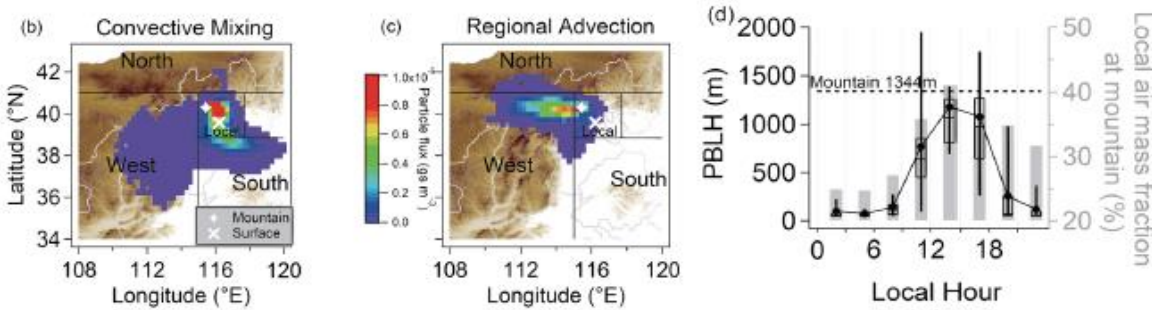 (b) Convective Mixing
North
Local
West
South
Mountain
Surface
42
40
38
36
34
Latitude (°N)
108
112
116
120
Longitude (°E)
1.0x10
0.8
0.6
0.4
0.2
0.0
Particle flux (gs m⁻³)
(c) Regional Advection
North
Local
West
South
108
112
116
120
Longitude (°E)
(d)
2000
1500
1000
500
0
PBLH (m)
Mountain 1344m
50
40
30
20
Local air mass fraction
at mountain (%)
0
6
12
18
Local Hour